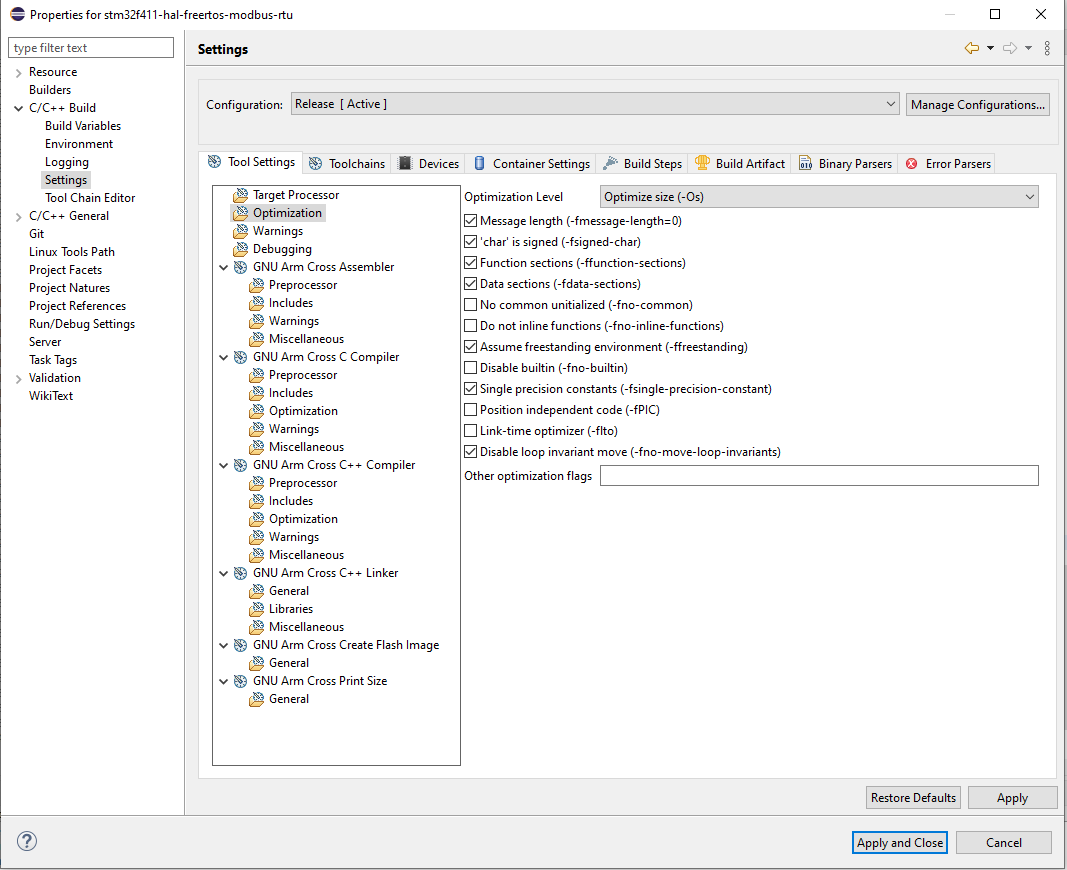 Properties for stm32f411-hal-freertos-modbus-rtu
type filter text
Resource
Builders
C/C++ Build
Build Variables
Environment
Logging
Settings
Tool Chain Editor
C/C++ General
Git
Linux Tools Path
Project Facets
Project Natures
Project References
Run/Debug Settings
Server
Task Tags
Validation
WikiText
Settings
Configuration: Release [ Active ] Manage Configurations...
Tool Settings Toolchains Devices Container Settings Build Steps Build Artifact Binary Parsers Error Parsers
Target Processor
Optimization
Warnings
Debugging
GNU Arm Cross Assembler
Preprocessor
Includes
Warnings
Miscellaneous
GNU Arm Cross C Compiler
Preprocessor
Includes
Optimization
Warnings
Miscellaneous
GNU Arm Cross C++ Compiler
Preprocessor
Includes
Optimization
Warnings
Miscellaneous
GNU Arm Cross C++ Linker
General
Libraries
Miscellaneous
GNU Arm Cross Create Flash Image
General
GNU Arm Cross Print Size
General
Optimization Level Optimize size (-Os)
Message length (-fmessage-length=0)
'char' is signed (-fsigned-char)
Function sections (-ffunction-sections)
Data sections (-fdata-sections)
No common unitialized (-fno-common)
Do not inline functions (-fno-inline-functions)
Assume freestanding environment (-ffreestanding)
Disable builtin (-fno-builtin)
Single precision constants (-fsingle-precision-constant)
Position independent code (-fPIC)
Link-time optimizer (-flto)
Disable loop invariant move (-fno-move-loop-invariants)
Other optimization flags
Restore Defaults Apply
? Apply and Close Cancel